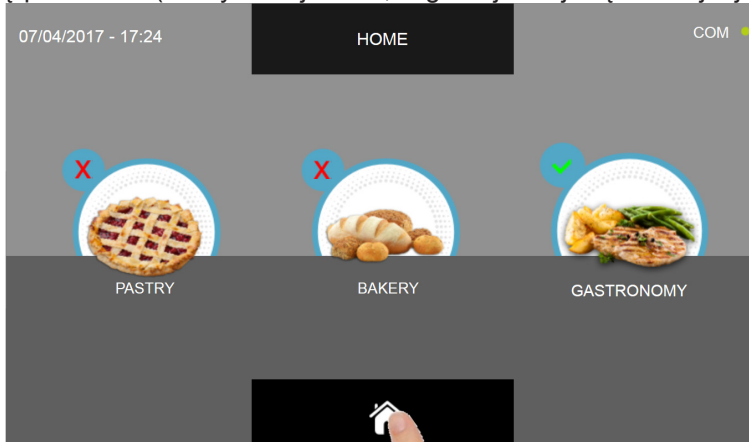 07/04/2017 - 17:24
HOME
COM
X
X
PASTRY
BAKERY
GASTRONOMY